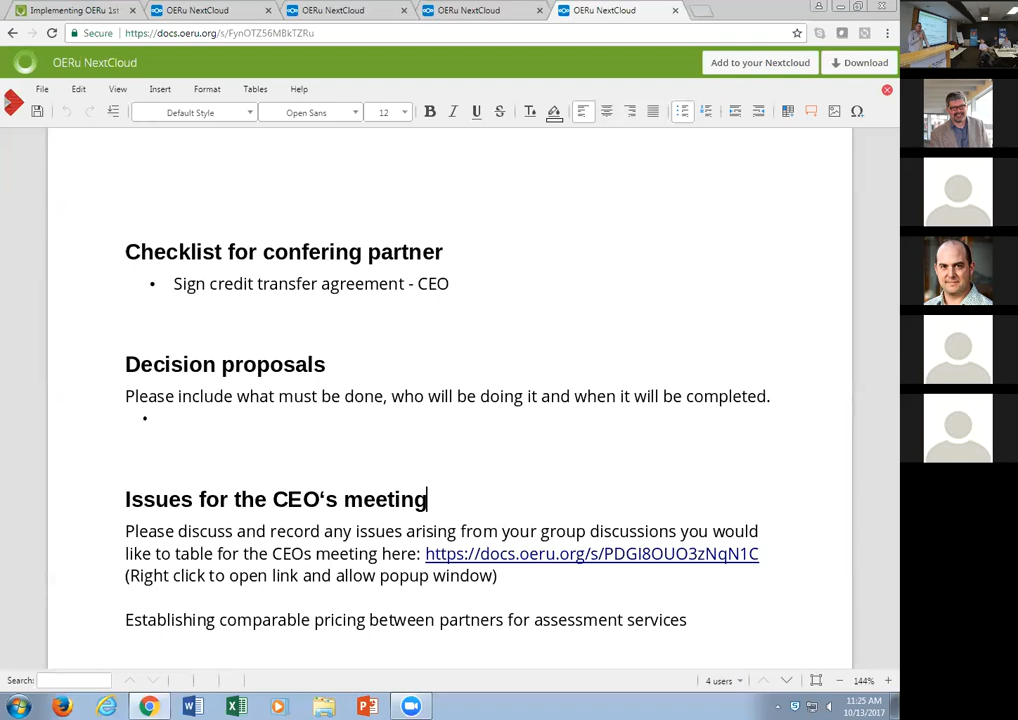 Implementing OERu 1st
OERu NextCloud
OERu NextCloud
OERu NextCloud
OERu NextCloud
Secure
https://docs.oeru.org/s/FynOTZ56MBkTZRu
OERu NextCloud
Add to your Nextcloud
Download
File Edit View Insert Format Tables Help
Default Style
Open Sans
12
Checklist for confering partner
• Sign credit transfer agreement - CEO
Decision proposals
Please include what must be done, who will be doing it and when it will be completed.
•
Issues for the CEO‘s meeting
Please discuss and record any issues arising from your group discussions you would
like to table for the CEOs meeting here: https://docs.oeru.org/s/PDGI8OUO3zNqN1C
(Right click to open link and allow popup window)
Establishing comparable pricing between partners for assessment services
Search:
4 users
144%
11:25 AM
10/13/2017